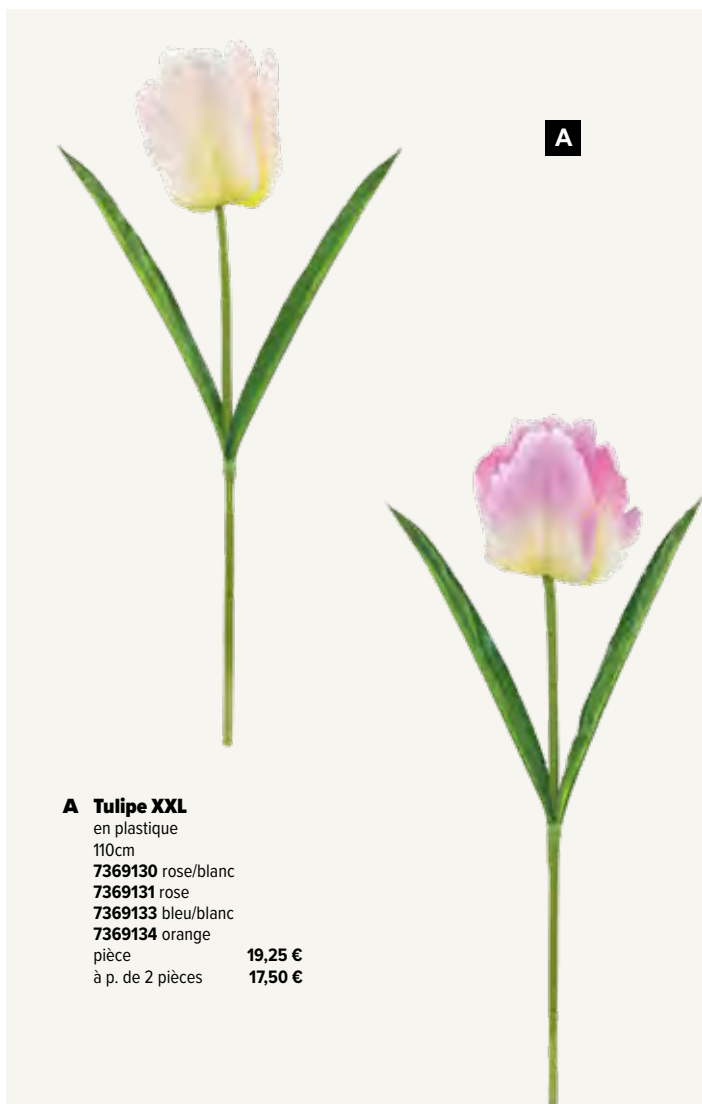 A
A Tulipe XXL
en plastique
110cm
7369130 rose/blanc
7369131 rose
7369133 bleu/blanc
7369134 orange
pièce 19,25 €
à p. de 2 pièces 17,50 €